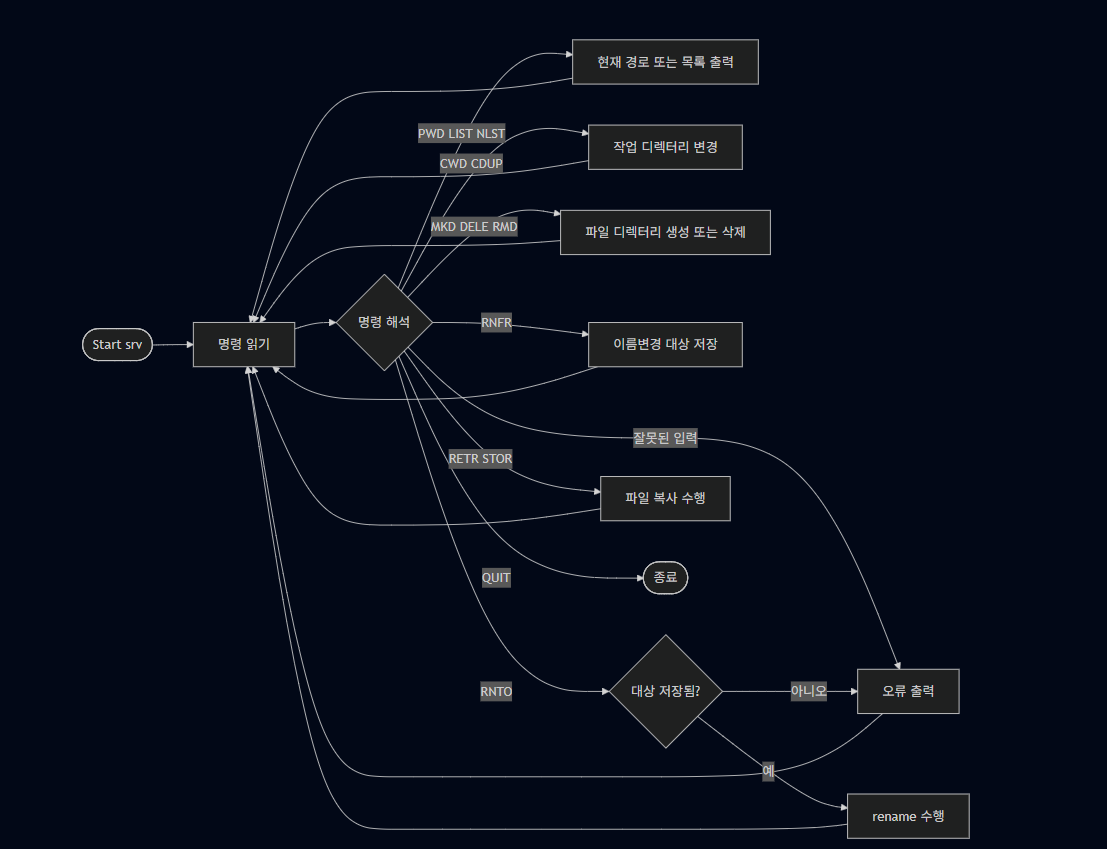 현재 경로 또는 목록 출력
PWD LIST NLST
작업 디렉터리 변경
CWD CDUP
MKD DELE RMD
파일 디렉터리 생성 또는 삭제
Start srv
명령 읽기
명령 해석
RNFR
이름변경 대상 저장
잘못된 입력
RETR STOR
파일 복사 수행
QUIT
종료
RNTO
대상 저장됨?
아니오
오류 출력
예
rename 수행